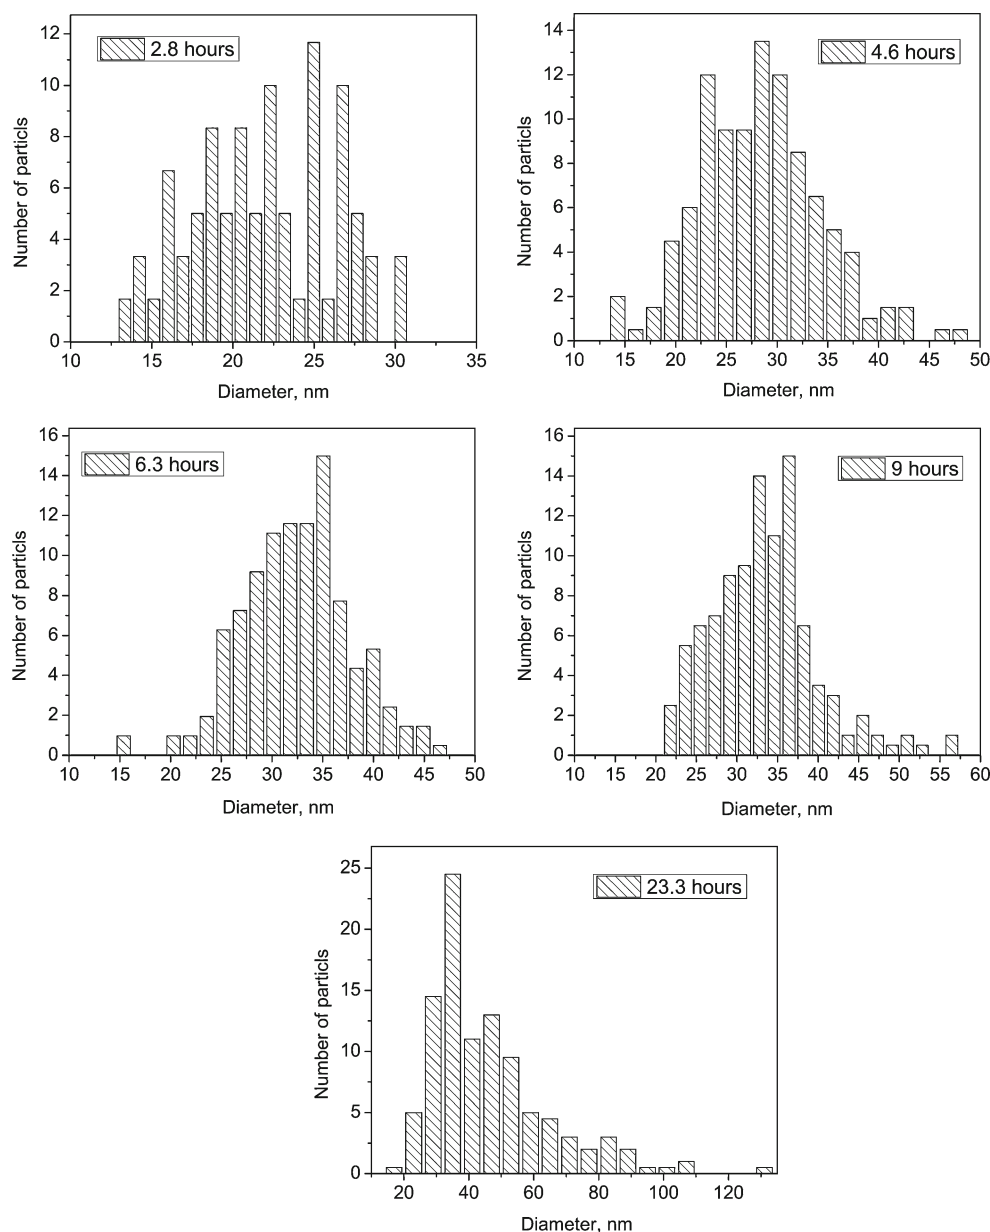 2.8 hours
Number of particls
12
10
8
6
4
2
0
10 15 20 25 30 35
Diameter, nm
4.6 hours
Number of particls
14
12
10
8
6
4
2
0
10 15 20 25 30 35 40 45 50
Diameter, nm
6.3 hours
Number of particls
16
14
12
10
8
6
4
2
0
10 15 20 25 30 35 40 45 50
Diameter, nm
9 hours
Number of particls
16
14
12
10
8
6
4
2
0
10 15 20 25 30 35 40 45 50 55 60
Diameter, nm
23.3 hours
Number of particls
25
20
15
10
5
0
20 40 60 80 100 120
Diameter, nm